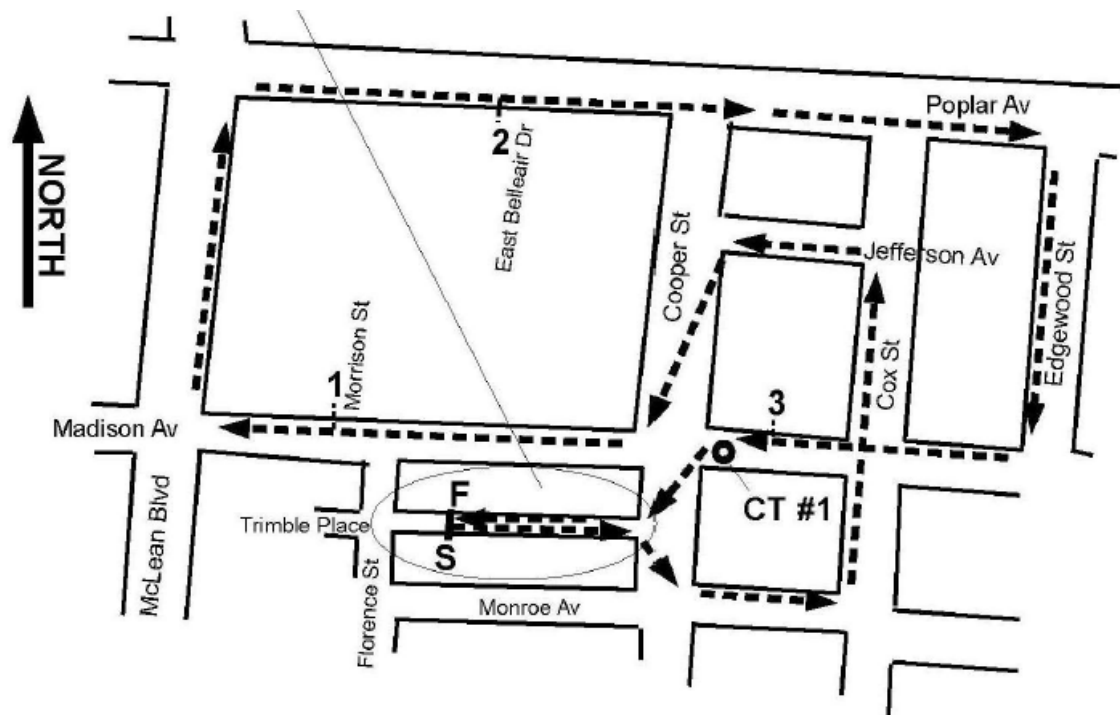 Poplar Av
NORTH
2
East Belleair Dr
Cooper St
Jefferson Av
Edgewood St
Morrison St
1
Cox St
3
Madison Av
McLean Blvd
F
CT #1
Trimble Place
S
Florence St
Monroe Av